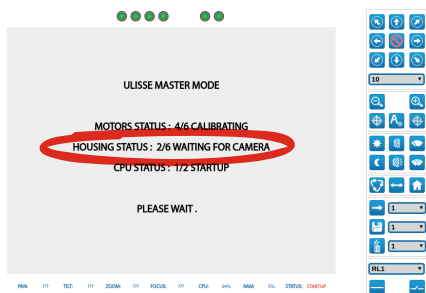 ULISSE MASTER MODE
MOTORS STATUS : 4/6 CALIBRATING
HOUSING STATUS : 2/6 WAITING FOR CAMERA
CPU STATUS : 1/2 STARTUP
PLEASE WAIT .
PAN: ??? TILT: ??? ZOOM: ??? FOCUS: ??? CPU: 54% RAM: 5% STATUS: STARTUP
10
A
1
1
1
RL1